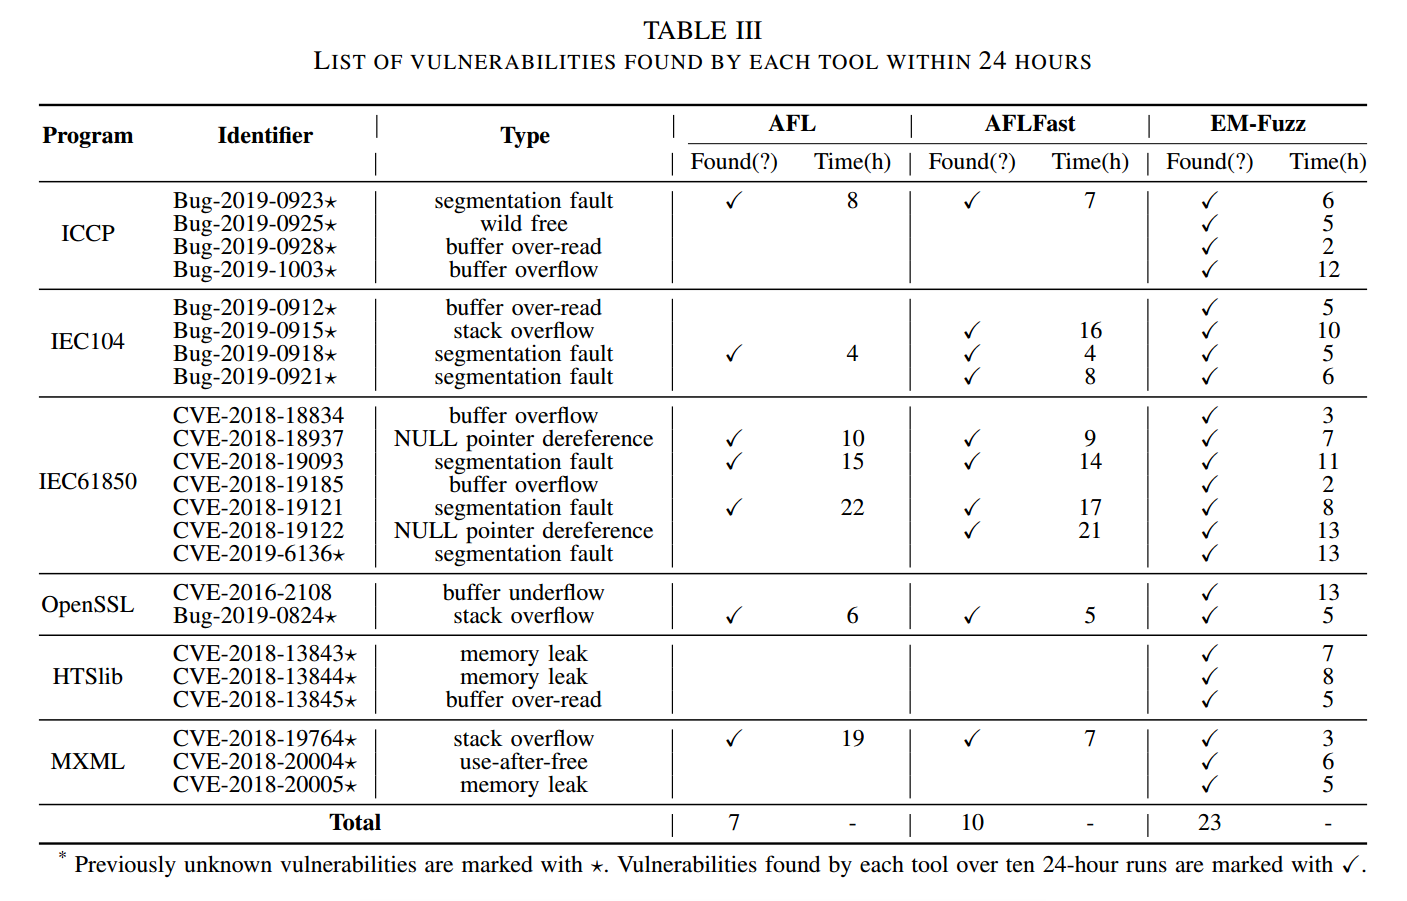 TABLE III
LIST OF VULNERABILITIES FOUND BY EACH TOOL WITHIN 24 HOURS
Program Identifier Type AFL AFLFast EM-Fuzz
Found(?) Time(h) Found(?) Time(h) Found(?) Time(h)
ICCP
Bug-2019-0923⋆ segmentation fault ✓ 8 ✓ 7 ✓ 6
Bug-2019-0925⋆ wild free ✓ 5
Bug-2019-0928⋆ buffer over-read ✓ 2
Bug-2019-1003⋆ buffer overflow ✓ 12
IEC104
Bug-2019-0912⋆ buffer over-read ✓ 5
Bug-2019-0915⋆ stack overflow ✓ 16 ✓ 10
Bug-2019-0918⋆ segmentation fault ✓ 4 ✓ 4 ✓ 5
Bug-2019-0921⋆ segmentation fault ✓ 8 ✓ 6
IEC61850
CVE-2018-18834 buffer overflow ✓ 3
CVE-2018-18937 NULL pointer dereference ✓ 10 ✓ 9 ✓ 7
CVE-2018-19093 segmentation fault ✓ 15 ✓ 14 ✓ 11
CVE-2018-19185 buffer overflow ✓ 2
CVE-2018-19121 segmentation fault ✓ 22 ✓ 17 ✓ 8
CVE-2018-19122 NULL pointer dereference ✓ 21 ✓ 13
CVE-2019-6136⋆ segmentation fault ✓ 13
OpenSSL
CVE-2016-2108 buffer underflow ✓ 13
Bug-2019-0824⋆ stack overflow ✓ 6 ✓ 5 ✓ 5
HTSlib
CVE-2018-13843⋆ memory leak ✓ 7
CVE-2018-13844⋆ memory leak ✓ 8
CVE-2018-13845⋆ buffer over-read ✓ 5
MXML
CVE-2018-19764⋆ stack overflow ✓ 19 ✓ 7 ✓ 3
CVE-2018-20004⋆ use-after-free ✓ 6
CVE-2018-20005⋆ memory leak ✓ 5
Total 7 - 10 - 23 -
* Previously unknown vulnerabilities are marked with ⋆. Vulnerabilities found by each tool over ten 24-hour runs are marked with ✓.